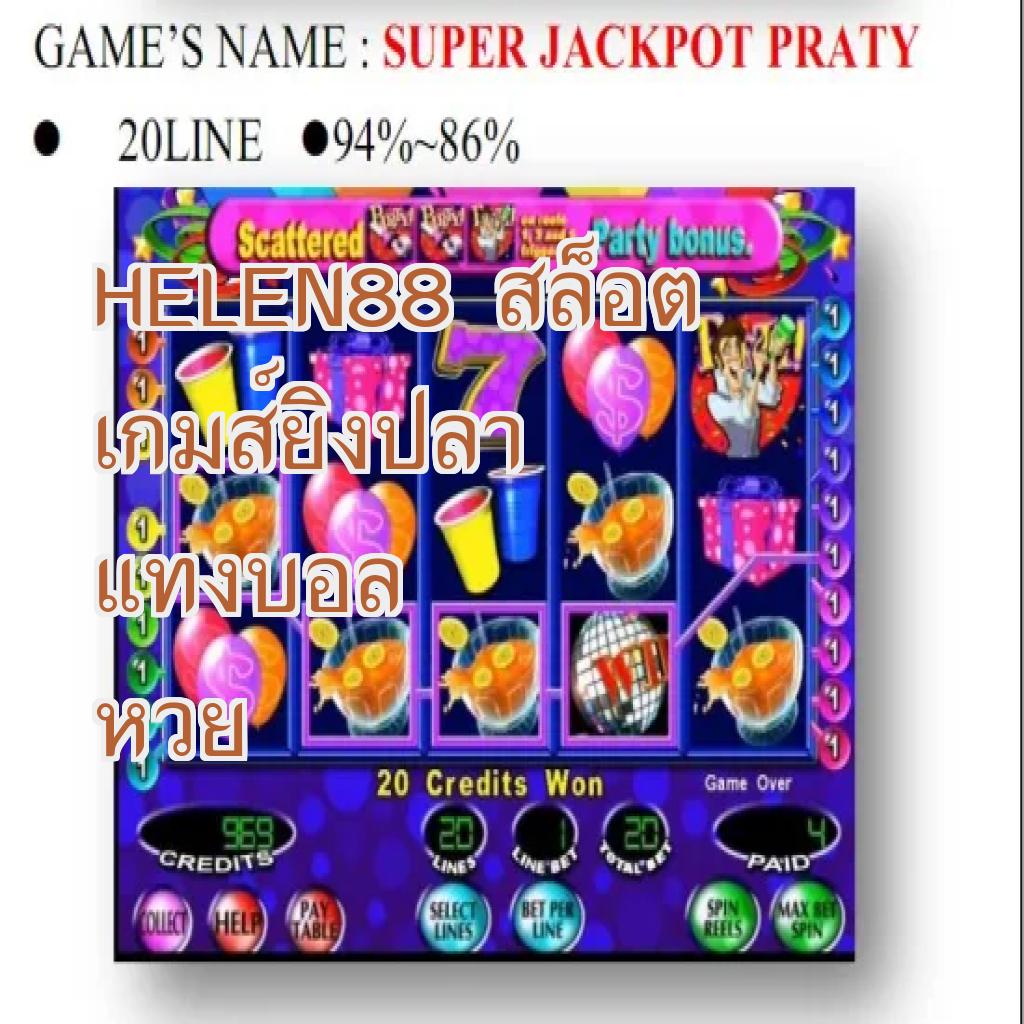 GAME'S NAME : SUPER JACKPOT PRATY
● 20LINE ●94%~86%
Scattered Party! Party! Party! Party bonus.
HELEN88 สล็อต
เกมส์ยิงปลา
แทงบอล
หวย
20 Credits Won Game Over
969 20 1 20 4
CREDITS LINES LINE BET TOTAL BET PAID
COLLECT HELP PAY TABLE SELECT LINES BET PER LINE SPIN REELS MAX BET SPIN